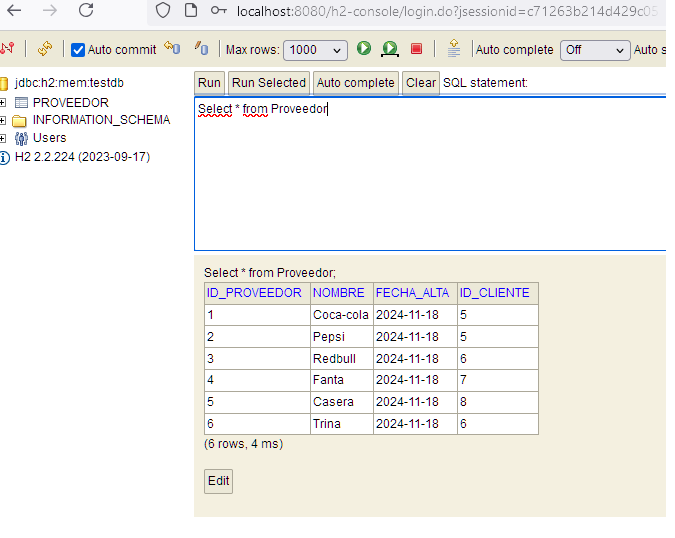 localhost:8080/h2-console/login.do?jsessionid=c71263b214d429c05
Auto commit Max rows: 1000 Auto complete Off Auto s
jdbc:h2:mem:testdb
PROVEEDOR
INFORMATION_SCHEMA
Users
H2 2.2.224 (2023-09-17)
Run Run Selected Auto complete Clear SQL statement:
Select * from Proveedor
Select * from Proveedor;
ID_PROVEEDOR NOMBRE FECHA_ALTA ID_CLIENTE
1 Coca-cola 2024-11-18 5
2 Pepsi 2024-11-18 5
3 Redbull 2024-11-18 6
4 Fanta 2024-11-18 7
5 Casera 2024-11-18 8
6 Trina 2024-11-18 6
(6 rows, 4 ms)
Edit